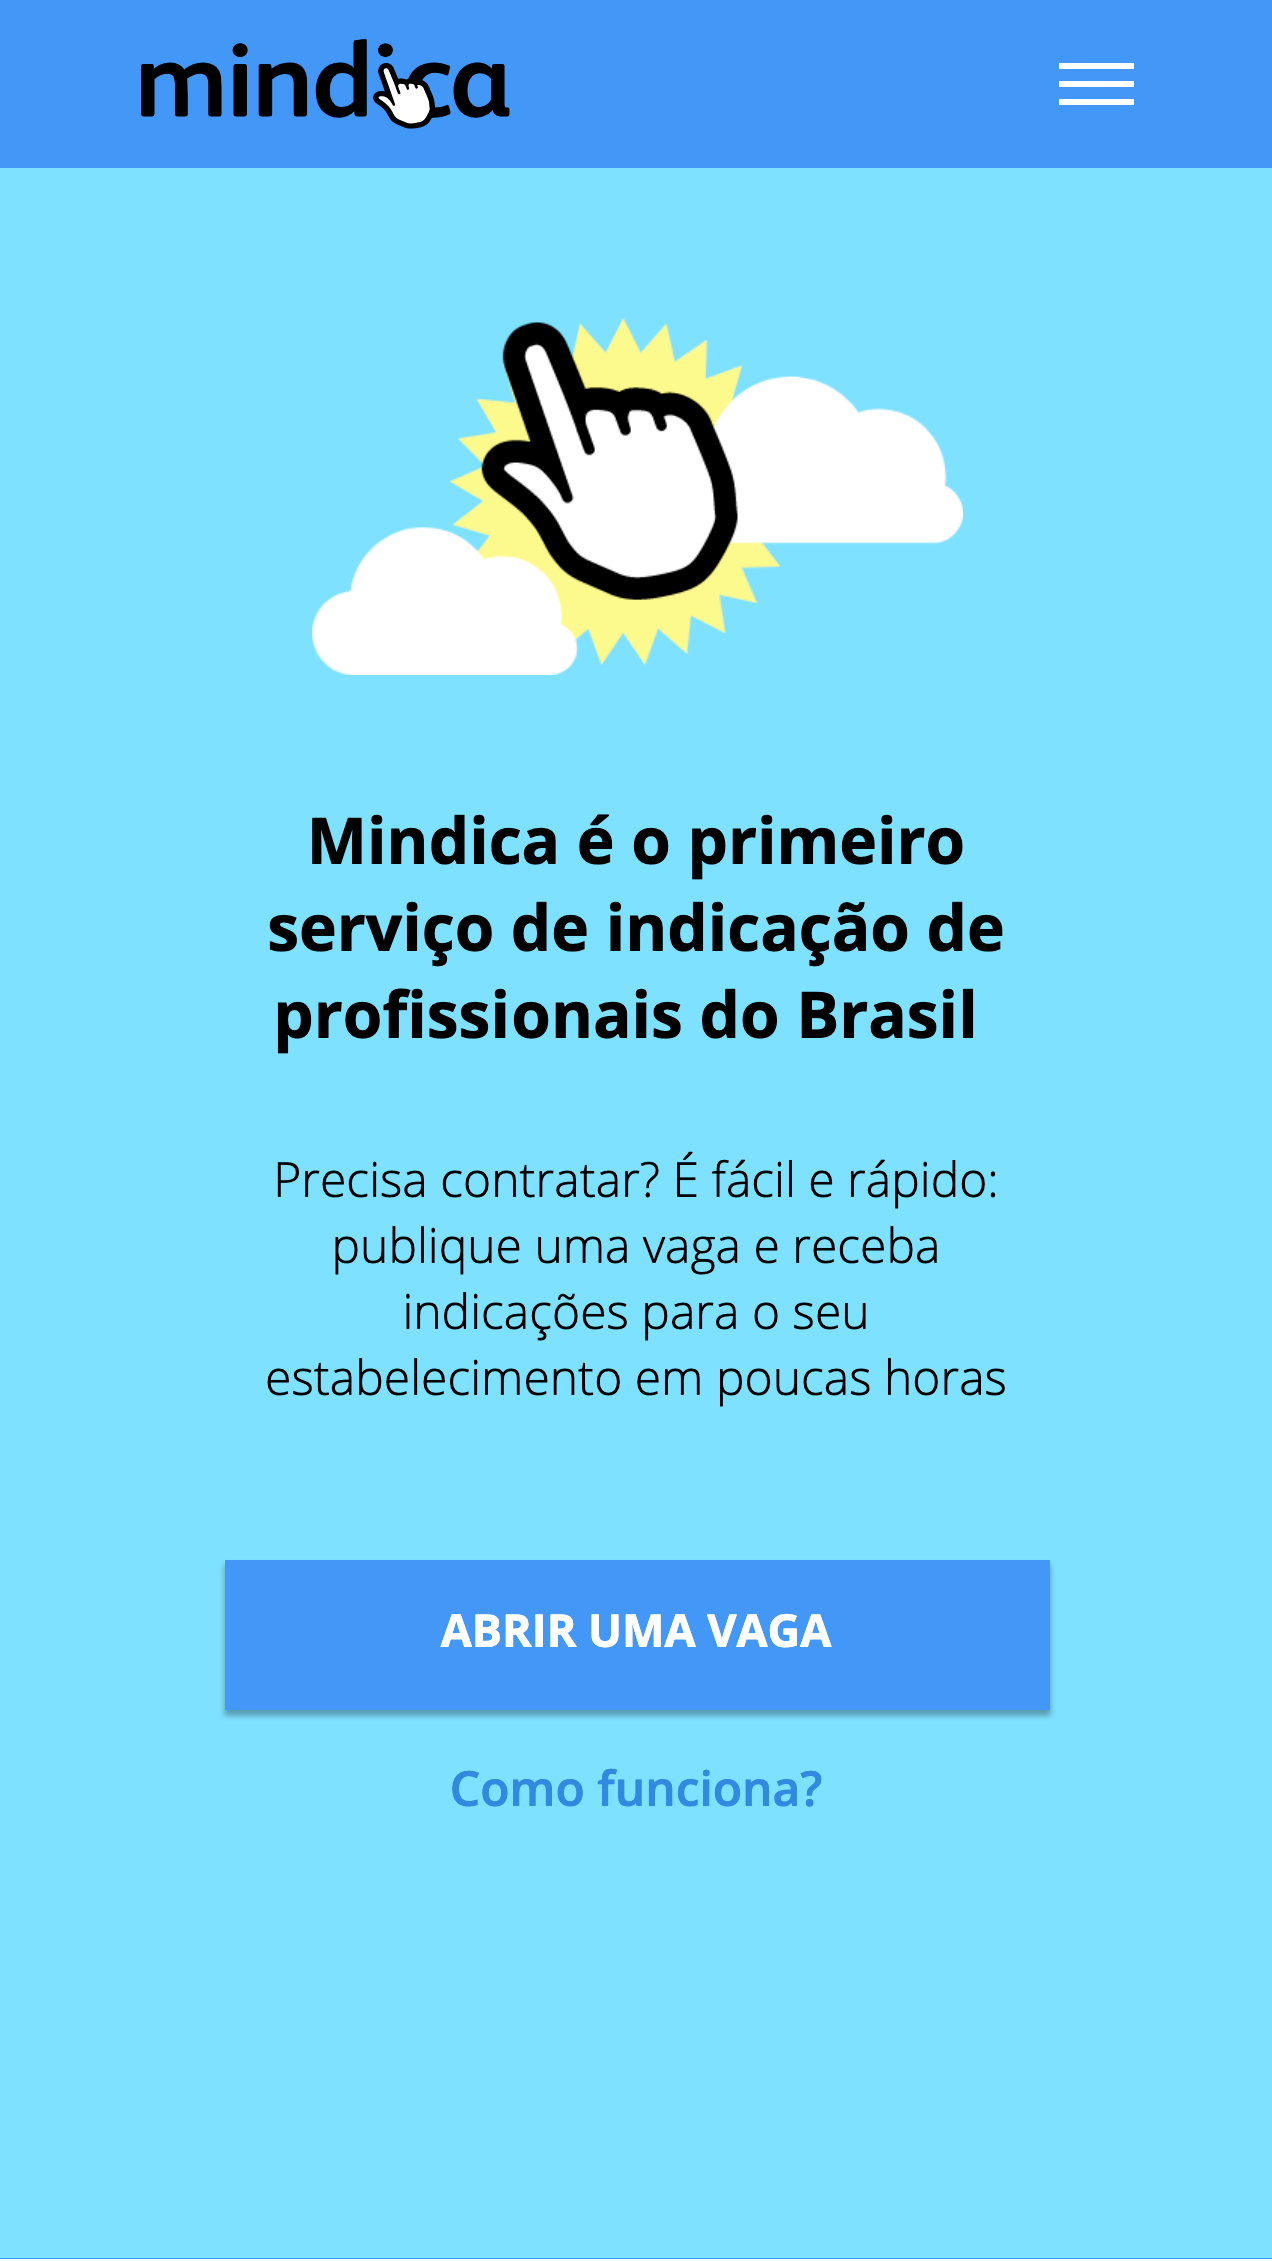 mindica
Mindica é o primeiro
serviço de indicação de
profissionais do Brasil
Precisa contratar? É fácil e rápido:
publique uma vaga e receba
indicações para o seu
estabelecimento em poucas horas
ABRIR UMA VAGA
Como funciona?